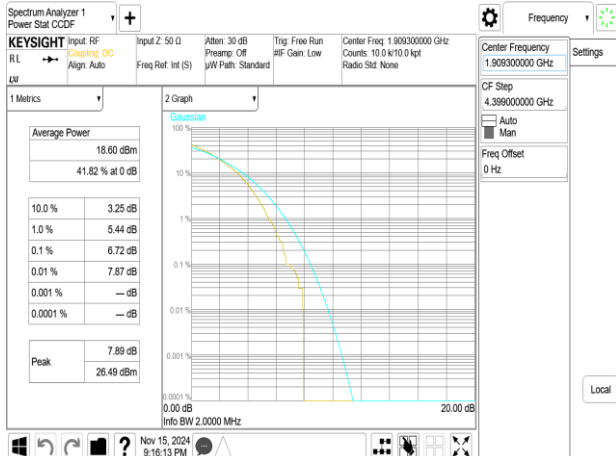 Spectrum Analyzer 1
Power Stat CCDF
+
Frequency
KEYSIGHT
RL
Input: RF
Coupling: DC
Align: Auto
Input Z: 50 Ω
Freq Ref: Int (S)
Atten: 30 dB
Preamp: Off
µW Path: Standard
Trig: Free Run
#IF Gain: Low
Center Freq: 1.909300000 GHz
Counts: 10.0 k/10.0 kpt
Radio Std: None
Center Frequency
1.909300000 GHz
Settings
CF Step
4.399000000 GHz
Auto
Man
Freq Offset
0 Hz
Local
1 Metrics
Average Power
18.60 dBm
41.82 % at 0 dB
10.0 % 3.25 dB
1.0 % 5.44 dB
0.1 % 6.72 dB
0.01 % 7.87 dB
0.001 % --- dB
0.0001 % --- dB
Peak
7.89 dB
26.49 dBm
2 Graph
Gaussian
100 %
10 %
1 %
0.1 %
0.01 %
0.001 %
0.0001 %
0.00 dB 20.00 dB
Info BW 2.0000 MHz
?
Nov 15, 2024
9:16:13 PM